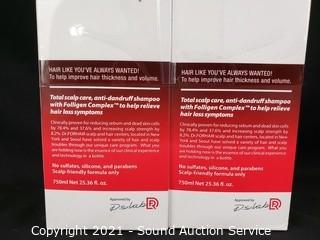 HAIR LIKE YOU'VE ALWAYS WANTED!
To help improve hair thickness and volume.
Total scalp care, anti-dandruff shampoo
with Folligen Complex™ to help relieve
hair loss symptoms
Clinically proven for reducing sebum and dead skin cells
by 78.4% and 37.6% and increasing scalp strength by
8.2%. Dr.FORHAIR scalp and hair centers, located in New
York and Seoul have solved various hair and scalp
troubles through our unique care program. What you
are holding now is the essence of our clinical experience
and technology in a bottle.
No sulfates, silicone, and parabens
Scalp-friendly formula only
750ml Net 25.36 fl. oz.
HAIR LIKE YOU'VE ALWAYS WANTED!
To help improve hair thickness and volume.
Total scalp care, anti-dandruff shampoo
with Folligen Complex™ to help relieve
hair loss symptoms
Clinically proven for reducing sebum and dead skin cells
by 78.4% and 37.6% and increasing scalp strength by
8.2%. Dr.FORHAIR scalp and hair centers, located in New
York and Seoul have solved various hair and scalp
troubles through our unique care program. What you
are holding now is the essence of our clinical experience
and technology in a bottle.
No sulfates, silicone, and parabens
Scalp-friendly formula only
750ml Net 25.36 fl. oz.
Copyright 2021 - Sound Auction Service